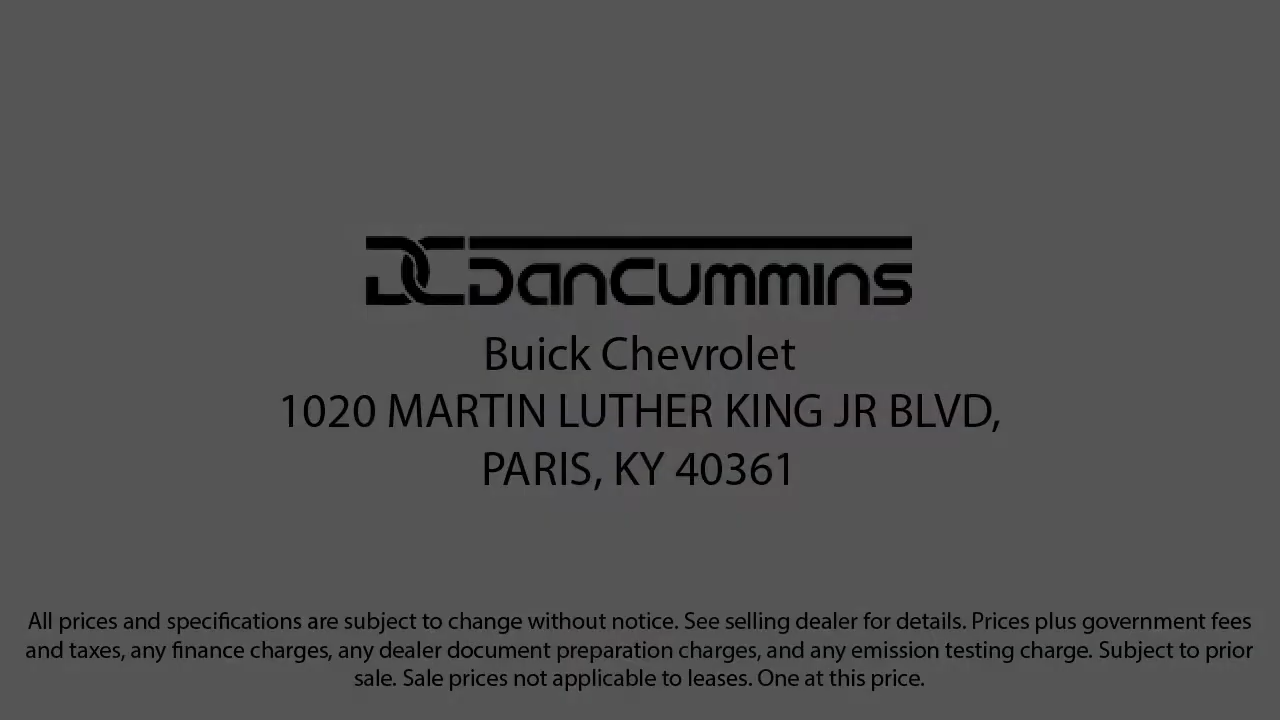 DC DanCummins
Buick Chevrolet
1020 MARTIN LUTHER KING JR BLVD,
PARIS, KY 40361
All prices and specifications are subject to change without notice. See selling dealer for details. Prices plus government fees
and taxes, any finance charges, any dealer document preparation charges, and any emission testing charge. Subject to prior
sale. Sale prices not applicable to leases. One at this price.